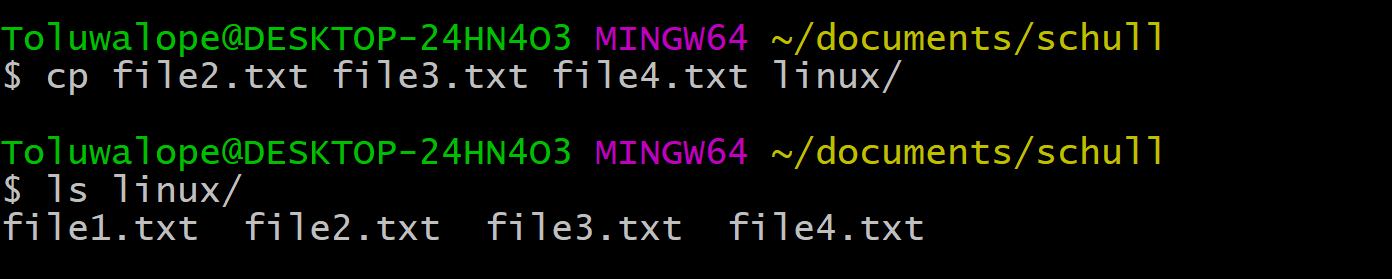 Toluwalope@DESKTOP-24HN4O3 MINGW64 ~/documents/schull
$ cp file2.txt file3.txt file4.txt linux/
Toluwalope@DESKTOP-24HN4O3 MINGW64 ~/documents/schull
$ ls linux/
file1.txt  file2.txt  file3.txt  file4.txt